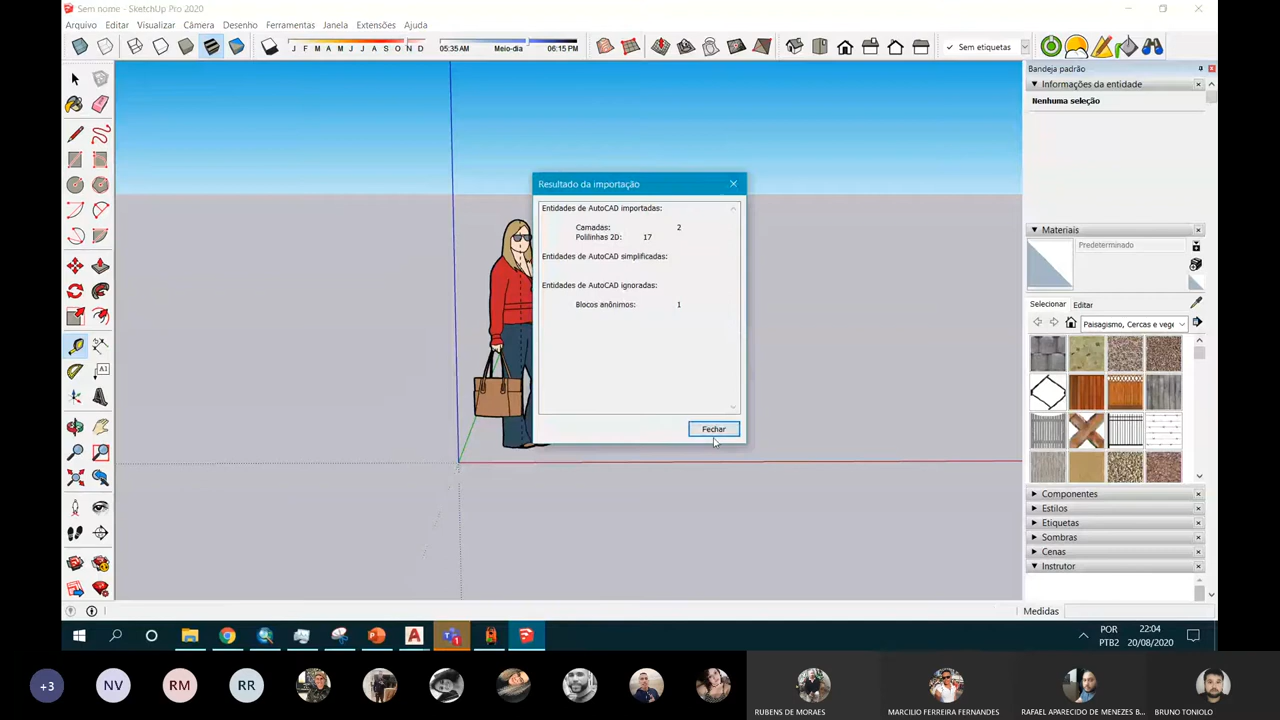 Sem nome - SketchUp Pro 2020
Arquivo Editar Visualizar Câmera Desenho Ferramentas Janela Extensões Ajuda
J F M A M J J A S O N D 05:35 AM Meio-dia 06:15 PM Sem etiquetas
Bandeja padrão
Informações da entidade
Nenhuma seleção
Resultado da importação
Entidades de AutoCAD importadas:
Camadas: 2
Polilinhas 2D: 17
Entidades de AutoCAD simplificadas:
Entidades de AutoCAD ignoradas:
Blocos anônimos: 1
Fechar
Materiais
Predeterminado
Selecionar Editar
Paisagismo, Cercas e vege
Componentes
Estilos
Etiquetas
Sombras
Cenas
Instrutor
Medidas
POR
PTB2
22:04
20/08/2020
+3 NV RM RR
RUBENS DE MORAES MARCILIO FERREIRA FERNANDES RAFAEL APARECIDO DE MENEZES B... BRUNO TONIOLO